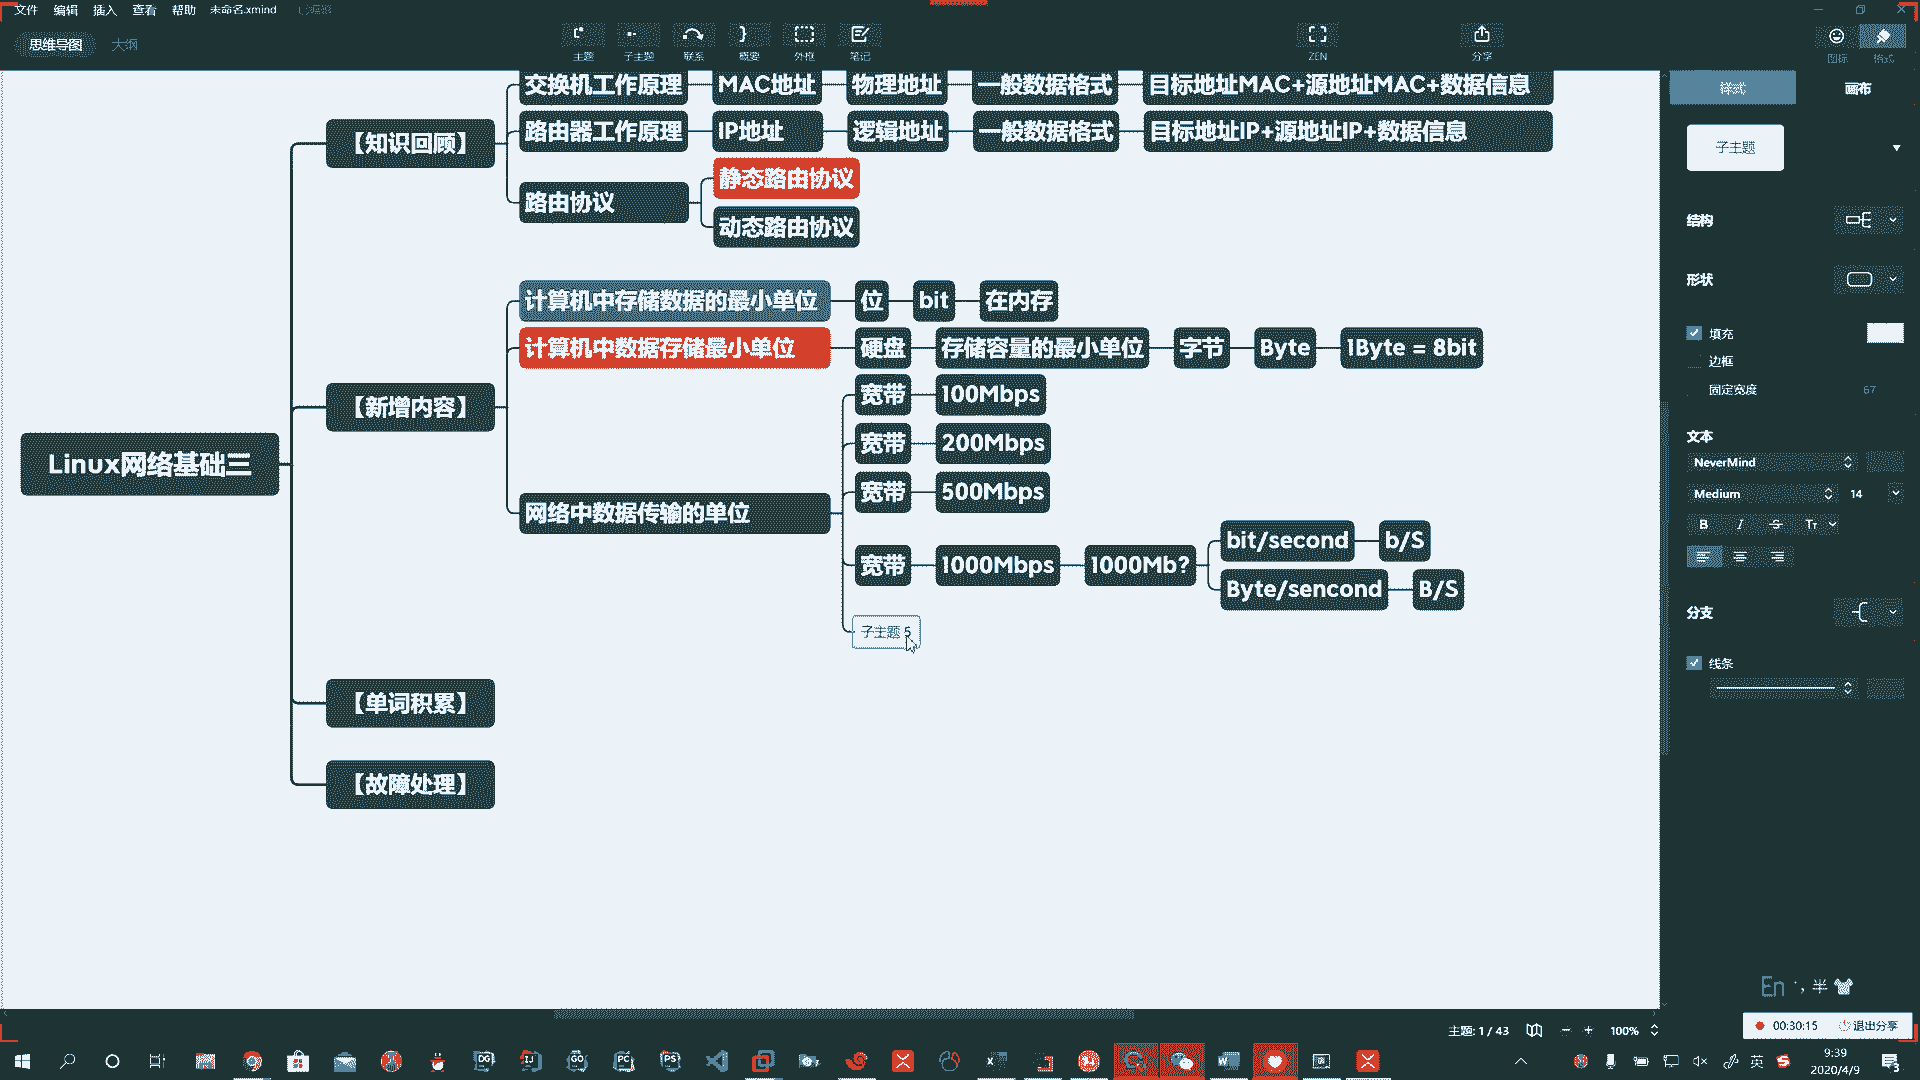 文件 编辑 插入 查看 帮助 未命名.xmind
思维导图 大纲
主题 子主题 联系 概要 外框 笔记 ZEN 分享 图标 格式
样式 画布
交换机工作原理 MAC地址 物理地址 一般数据格式 目标地址MAC+源地址MAC+数据信息
路由器工作原理 IP地址 逻辑地址 一般数据格式 目标地址IP+源地址IP+数据信息
【知识回顾】
路由协议
静态路由协议
动态路由协议
计算机中存储数据的最小单位 位 bit 在内存
计算机中数据存储最小单位 硬盘 存储容量的最小单位 字节 Byte 1Byte = 8bit
【新增内容】
宽带 100Mbps
宽带 200Mbps
Linux网络基础三
宽带 500Mbps
网络中数据传输的单位
宽带 1000Mbps 1000Mb?
bit/second b/S
Byte/sencond B/S
子主题 5
【单词积累】
【故障处理】
子主题
结构
形状
填充
边框
固定宽度 67
文本
NeverMind
Medium 14
B I S Tт
分支
线条
En 半
主题: 1 / 43 100%
00:30:15 退出分享
DG IJ GO PC PS
英
9:39
2020/4/9
3